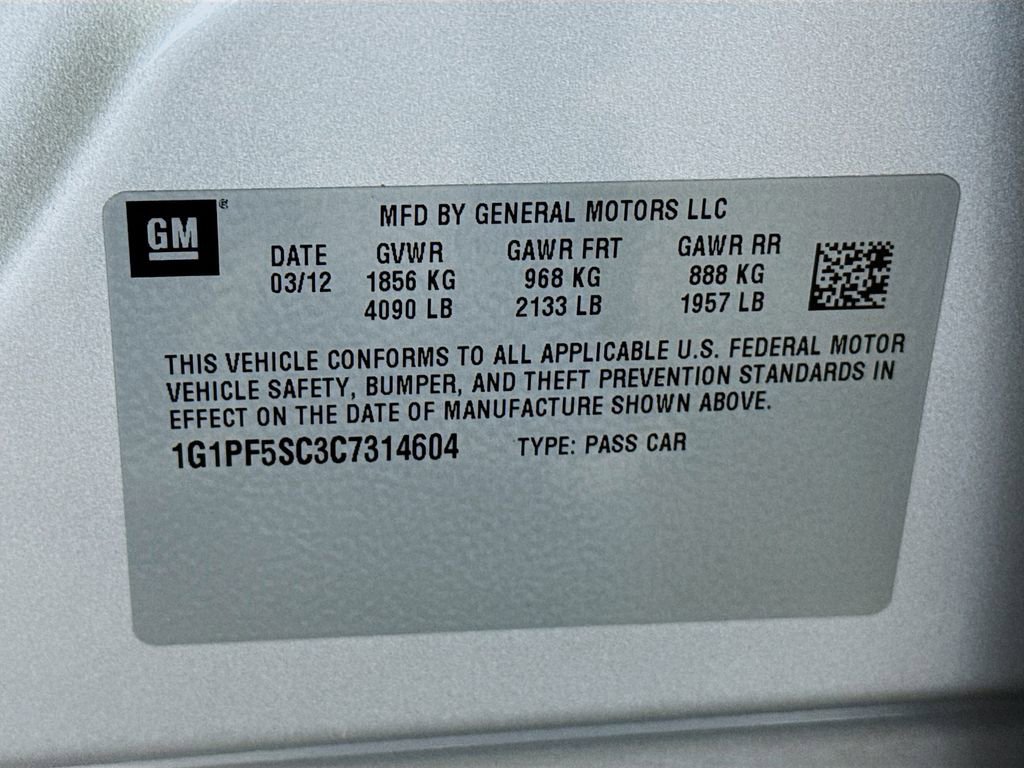 GM®
MFD BY GENERAL MOTORS LLC
DATE GVWR GAWR FRT GAWR RR
03/12 1856 KG 968 KG 888 KG
4090 LB 2133 LB 1957 LB
THIS VEHICLE CONFORMS TO ALL APPLICABLE U.S. FEDERAL MOTOR
VEHICLE SAFETY, BUMPER, AND THEFT PREVENTION STANDARDS IN
EFFECT ON THE DATE OF MANUFACTURE SHOWN ABOVE.
1G1PF5SC3C7314604 TYPE: PASS CAR